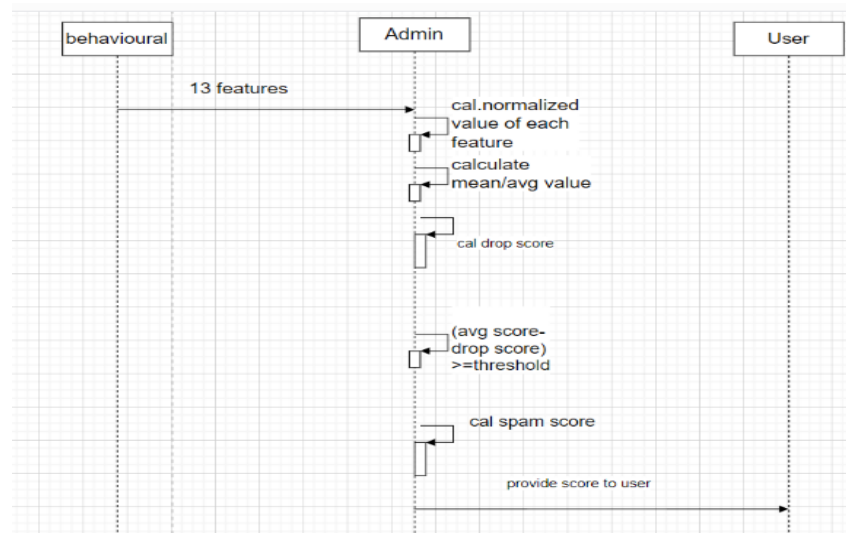 behavioural
Admin
User
13 features
cal.normalized
value of each
feature
calculate
mean/avg value
cal drop score
(avg score-
drop score)
>=threshold
cal spam score
provide score to user